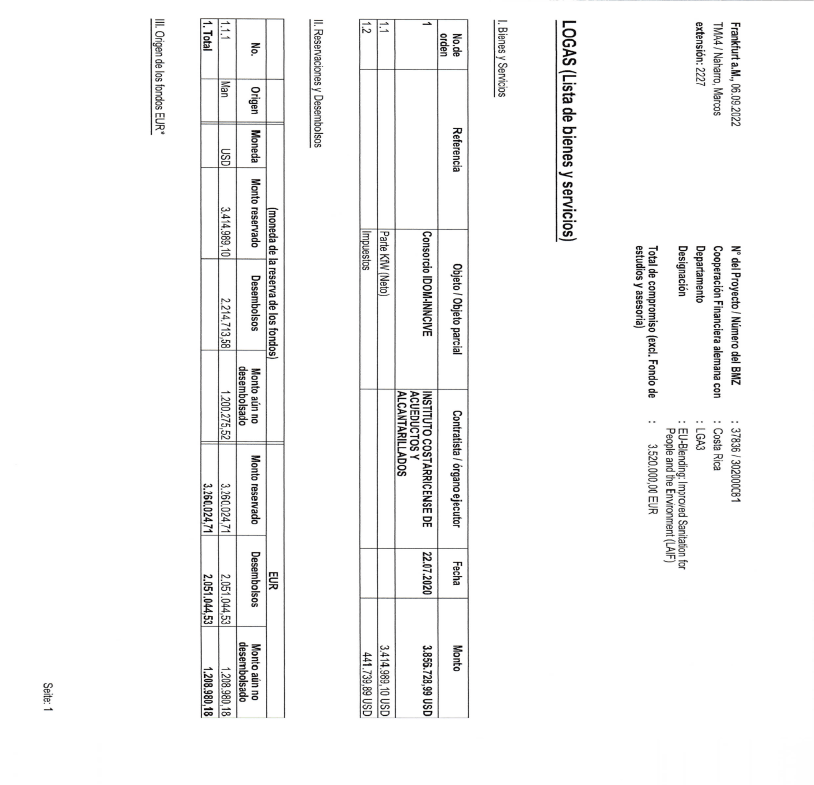 Frankfurt a.M., 06.09.2022
TMA4 / Naharro, Marcos
extensión: 2227
N° del Proyecto / Número del BMZ : 37836 / 302000C81
Cooperación Financiera alemana con : Costa Rica
Departamento : LGA3
Designación : EU-Blending: Improved Sanitation for
People and the Environment (LAIF)
Total de compromiso (excl. Fondo de : 3.520.000,00 EUR
estudios y asesoría)
LOGAS (Lista de bienes y servicios)
I. Bienes y Servicios
No.de orden Referencia Objeto / Objeto parcial Contratista / órgano ejecutor Fecha Monto
1 Consorcio IDOM-INNCIVE INSTITUTO COSTARRICENSE DE 22.07.2020 3.856.728,99 USD
ACUEDUCTOS Y
ALCANTARILLADOS
1.1 Parte KfW (Neto) 3.414.989,10 USD
1.2 Impuestos 441.739,89 USD
II. Reservaciones y Desembolsos
(moneda de la reserva de los fondos) EUR
No. Origen Moneda Monto reservado Desembolsos Monto aún no desembolsado Monto reservado Desembolsos Monto aún no desembolsado
1.1.1 Man USD 3.414.989,10 2.214.713,58 1.200.275,52 3.260.024,71 2.051.044,53 1.208.980,18
1. Total 3.260.024,71 2.051.044,53 1.208.980,18
III. Origen de los fondos EUR*
Seite: 1